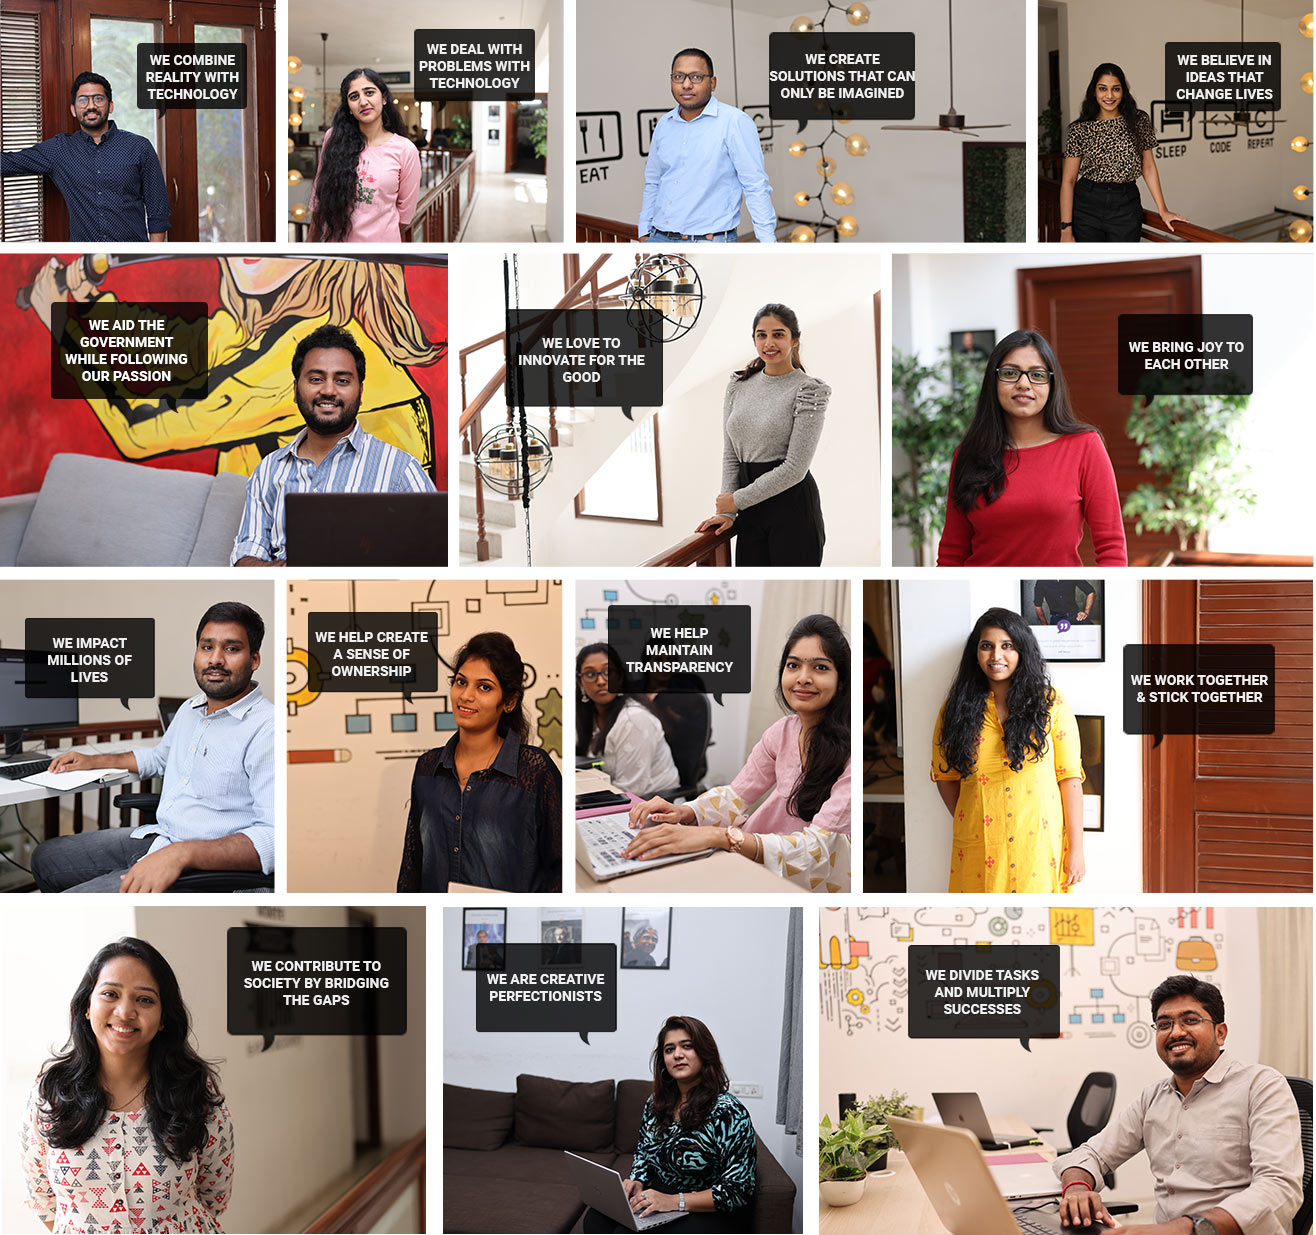 WE COMBINE
REALITY WITH
TECHNOLOGY
WE DEAL WITH
PROBLEMS WITH
TECHNOLOGY
WE CREATE
SOLUTIONS THAT CAN
ONLY BE IMAGINED
EAT
WE BELIEVE IN
IDEAS THAT
CHANGE LIVES
SLEEP
CODE
REPEAT
WE AID THE
GOVERNMENT
WHILE FOLLOWING
OUR PASSION
WE LOVE TO
INNOVATE FOR THE
GOOD
WE BRING JOY TO
EACH OTHER
WE IMPACT
MILLIONS OF
LIVES
WE HELP CREATE
A SENSE OF
OWNERSHIP
WE HELP
MAINTAIN
TRANSPARENCY
WE WORK TOGETHER
& STICK TOGETHER
WE CONTRIBUTE TO
SOCIETY BY BRIDGING
THE GAPS
WE ARE CREATIVE
PERFECTIONISTS
WE DIVIDE TASKS
AND MULTIPLY
SUCCESSES